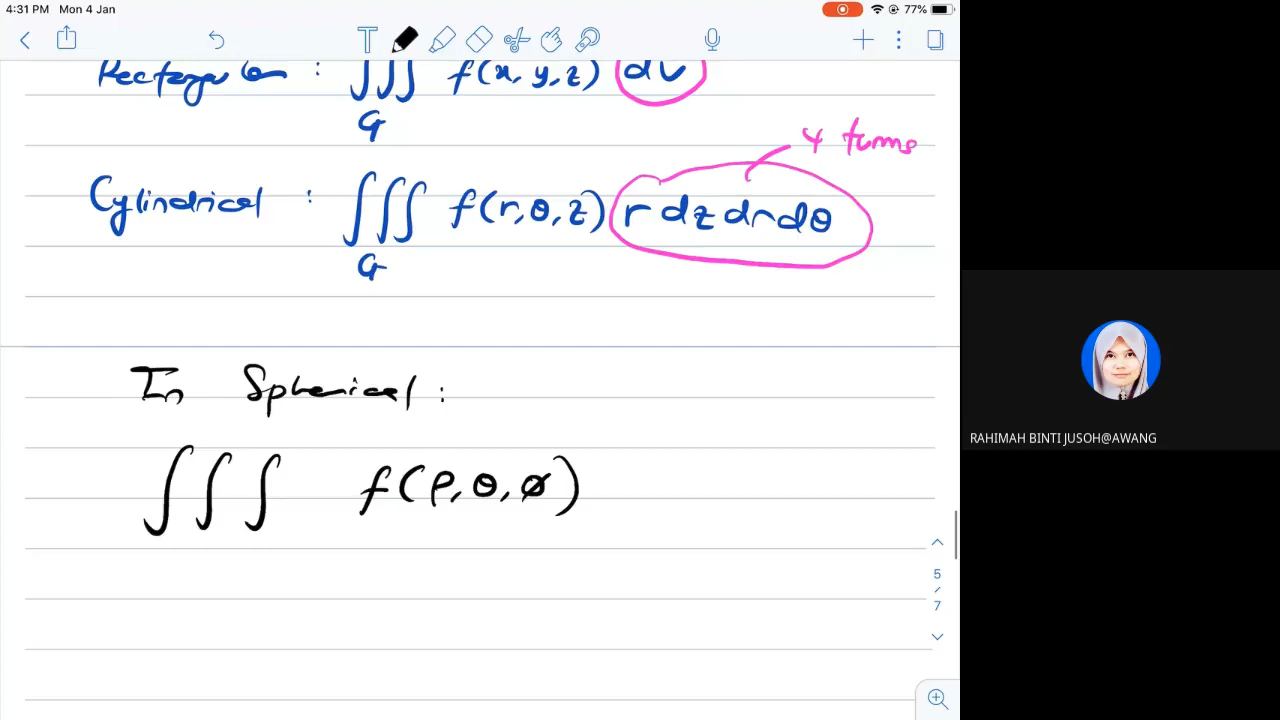 4:31 PM Mon 4 Jan
77%
Rectangular : ∭ f(x, y, z) dV
G
4 terms
Cylindrical : ∭ f(r, θ, z) r dz dr dθ
G
In Spherical :
∫ ∫ ∫ f(ρ, θ, ø)
5
/
7
RAHIMAH BINTI JUSOH@AWANG